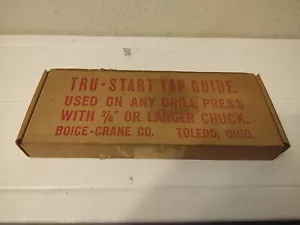 TRU-START TAP GUIDE.
USED ON ANY DRILL PRESS
WITH 3/8" OR LARGER CHUCK.
BOICE-CRANE CO. TOLEDO, OHIO.